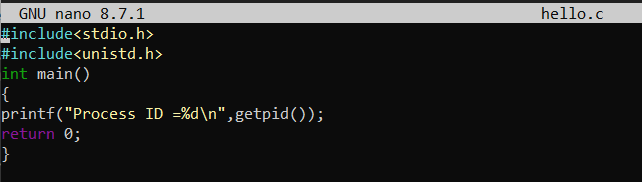 GNU nano 8.7.1 hello.c
#include<stdio.h>
#include<unistd.h>
int main()
{
printf("Process ID =%d\n",getpid());
return 0;
}